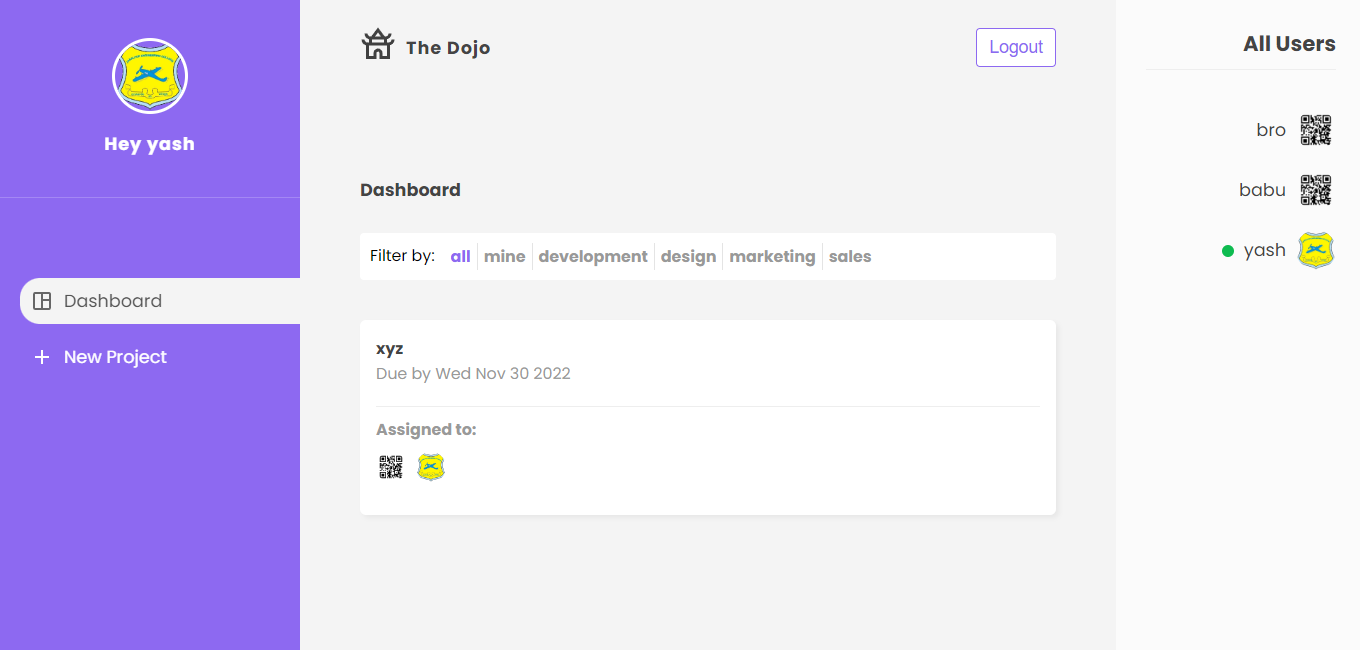 Hey yash
Dashboard
New Project
The Dojo
Logout
Dashboard
Filter by: all mine development design marketing sales
xyz
Due by Wed Nov 30 2022
Assigned to:
All Users
bro
babu
yash